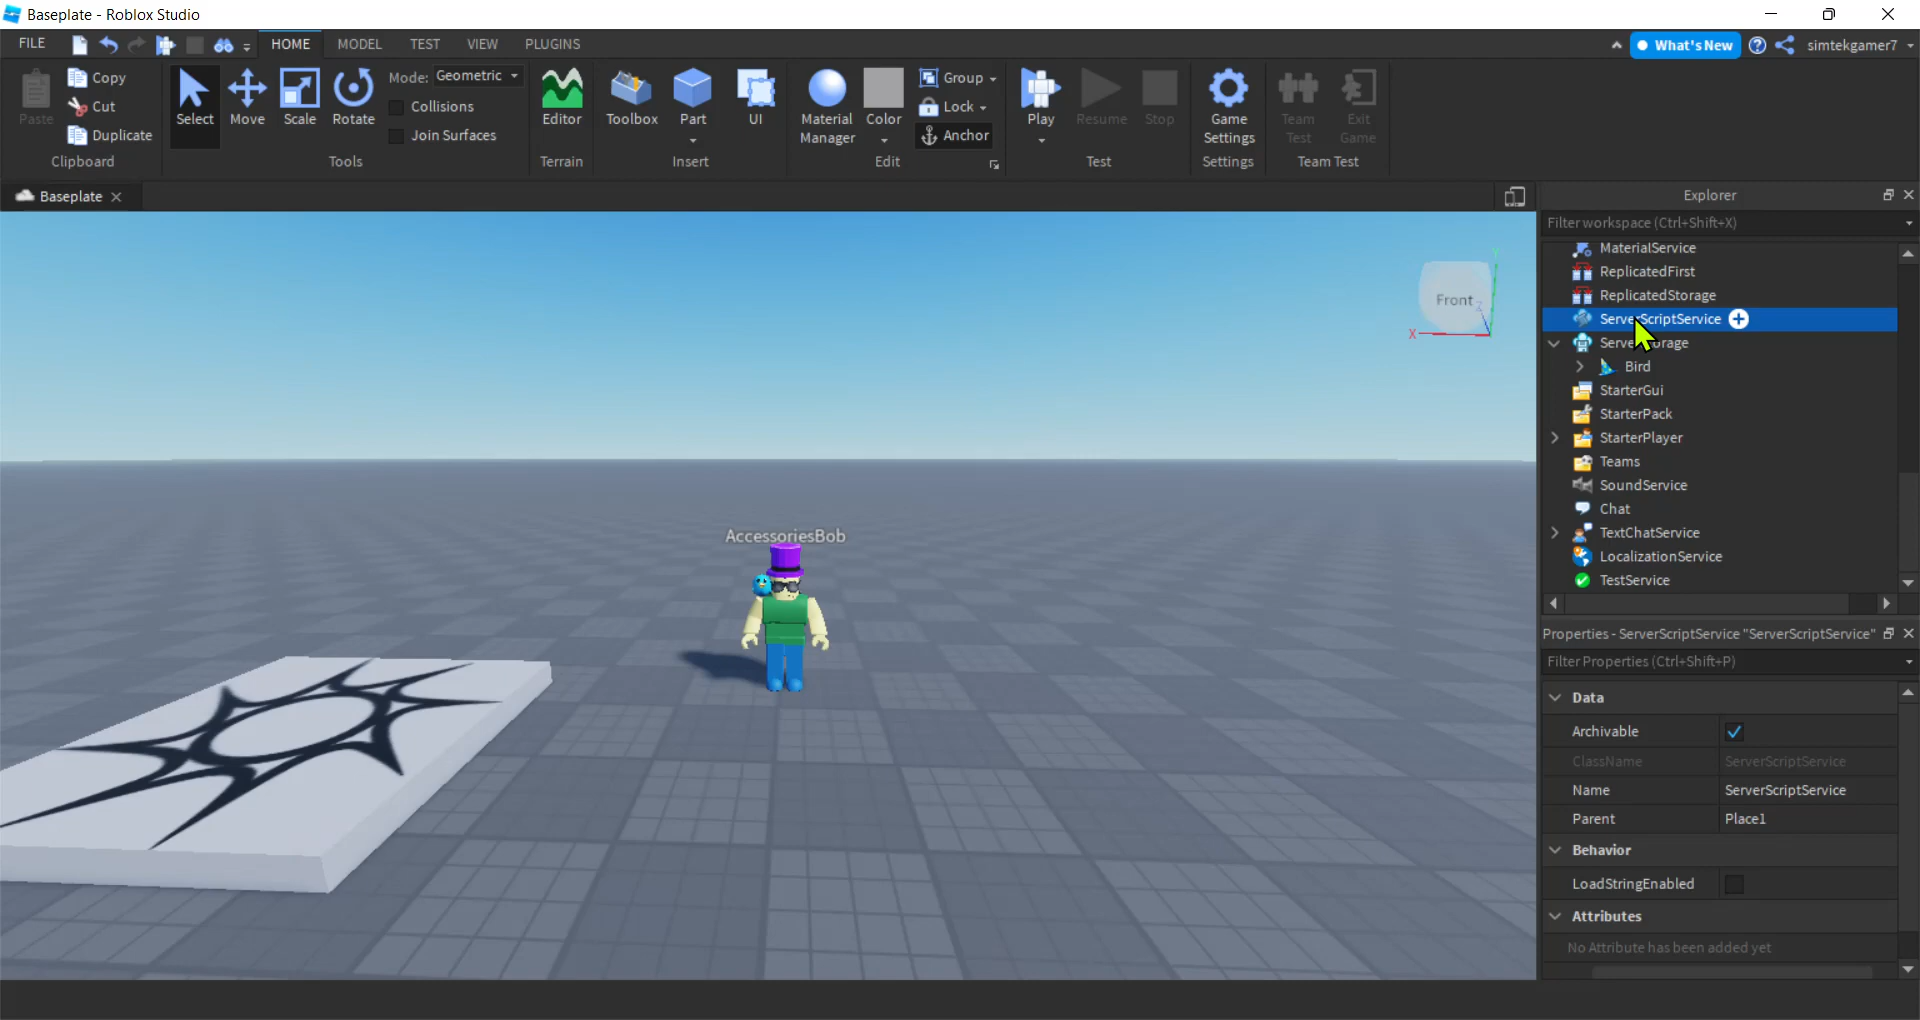 Baseplate - Roblox Studio
FILE
HOME
MODEL
TEST
VIEW
PLUGINS
What's New
simtekgamer7
Paste
Copy
Cut
Duplicate
Clipboard
Select
Move
Scale
Rotate
Mode: Geometric
Collisions
Join Surfaces
Tools
Editor
Terrain
Toolbox
Part
UI
Insert
Material Manager
Color
Group
Lock
Anchor
Edit
Play
Resume
Stop
Test
Game Settings
Settings
Team Test
Exit Game
Team Test
Baseplate
Explorer
Filter workspace (Ctrl+Shift+X)
MaterialService
ReplicatedFirst
ReplicatedStorage
ServerScriptService
ServerStorage
Bird
StarterGui
StarterPack
StarterPlayer
Teams
SoundService
Chat
TextChatService
LocalizationService
TestService
Front
X
Y
Z
AccessoriesBob
Properties - ServerScriptService "ServerScriptService"
Filter Properties (Ctrl+Shift+P)
Data
Archivable
ClassName ServerScriptService
Name ServerScriptService
Parent Place1
Behavior
LoadStringEnabled
Attributes
No Attribute has been added yet